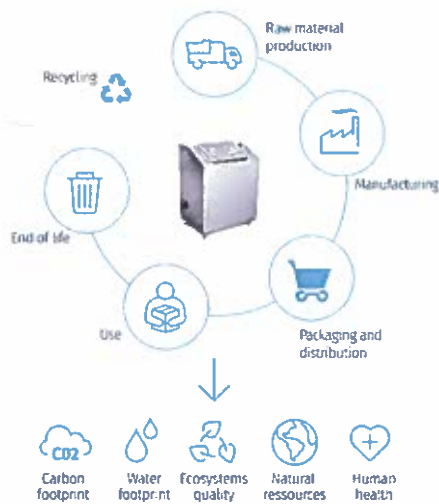 Raw material
production
Recycling
Manufacturing
End of life
Use
Packaging and
distribution
CO2
Carbon
footprint
Water
footprint
Ecosystems
quality
Natural
ressources
Human
health